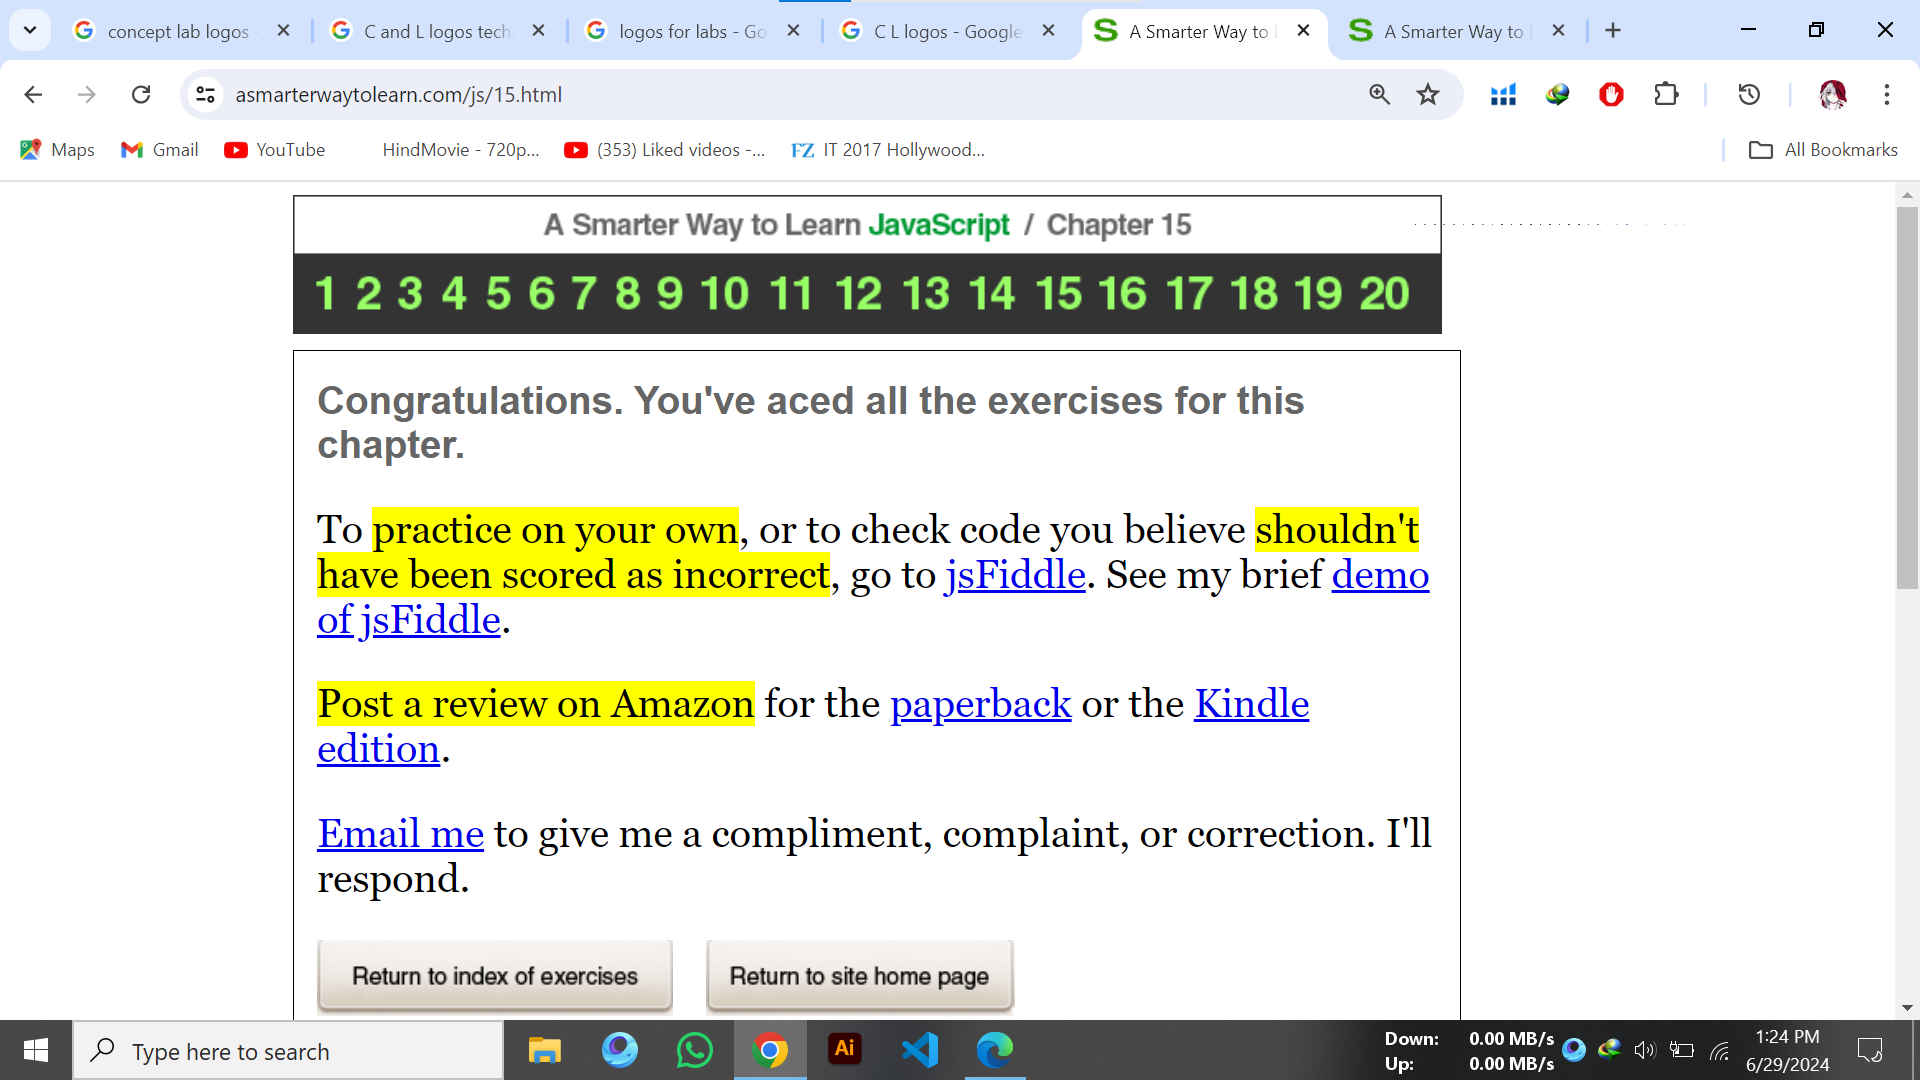 concept lab logos -
C and L logos tech
logos for labs - Go
C L logos - Google
A Smarter Way to
A Smarter Way to
asmarterwaytolearn.com/js/15.html
Maps
Gmail
YouTube
HindMovie - 720p...
(353) Liked videos -...
FZ IT 2017 Hollywood...
All Bookmarks
A Smarter Way to Learn JavaScript / Chapter 15
1 2 3 4 5 6 7 8 9 10 11 12 13 14 15 16 17 18 19 20
Congratulations. You've aced all the exercises for this
chapter.
To practice on your own, or to check code you believe shouldn't
have been scored as incorrect, go to jsFiddle. See my brief demo
of jsFiddle.
Post a review on Amazon for the paperback or the Kindle
edition.
Email me to give me a compliment, complaint, or correction. I'll
respond.
Return to index of exercises
Return to site home page
Type here to search
Ai
Down: 0.00 MB/s
Up: 0.00 MB/s
1:24 PM
6/29/2024